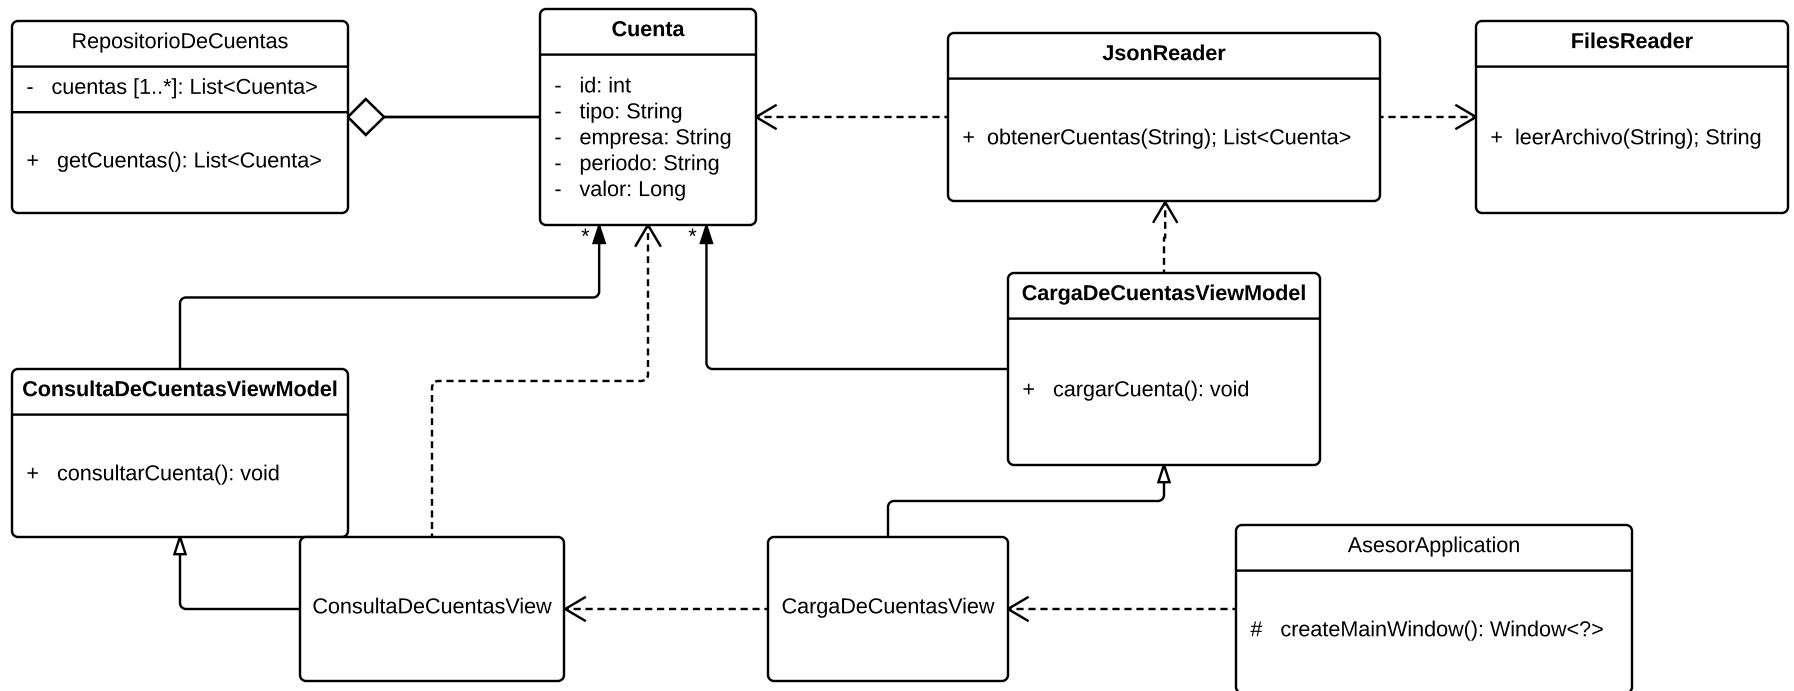 RepositorioDeCuentas
- cuentas [1..*]: List<Cuenta>
+ getCuentas(): List<Cuenta>
Cuenta
- id: int
- tipo: String
- empresa: String
- periodo: String
- valor: Long
JsonReader
+ obtenerCuentas(String); List<Cuenta>
FilesReader
+ leerArchivo(String); String
*
*
ConsultaDeCuentasViewModel
+ consultarCuenta(): void
CargaDeCuentasViewModel
+ cargarCuenta(): void
ConsultaDeCuentasView
CargaDeCuentasView
AsesorApplication
# createMainWindow(): Window<?>